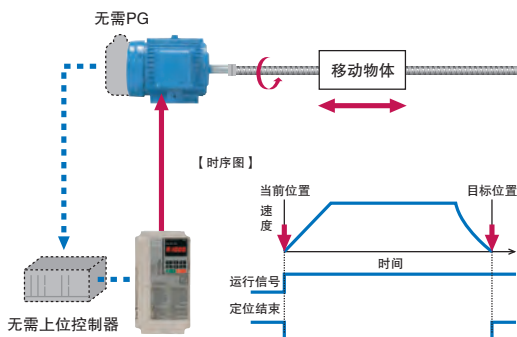 无需PG
移动物体
【时序图】
当前位置
目标位置
速度
时间
运行信号
定位结束
无需上位控制器